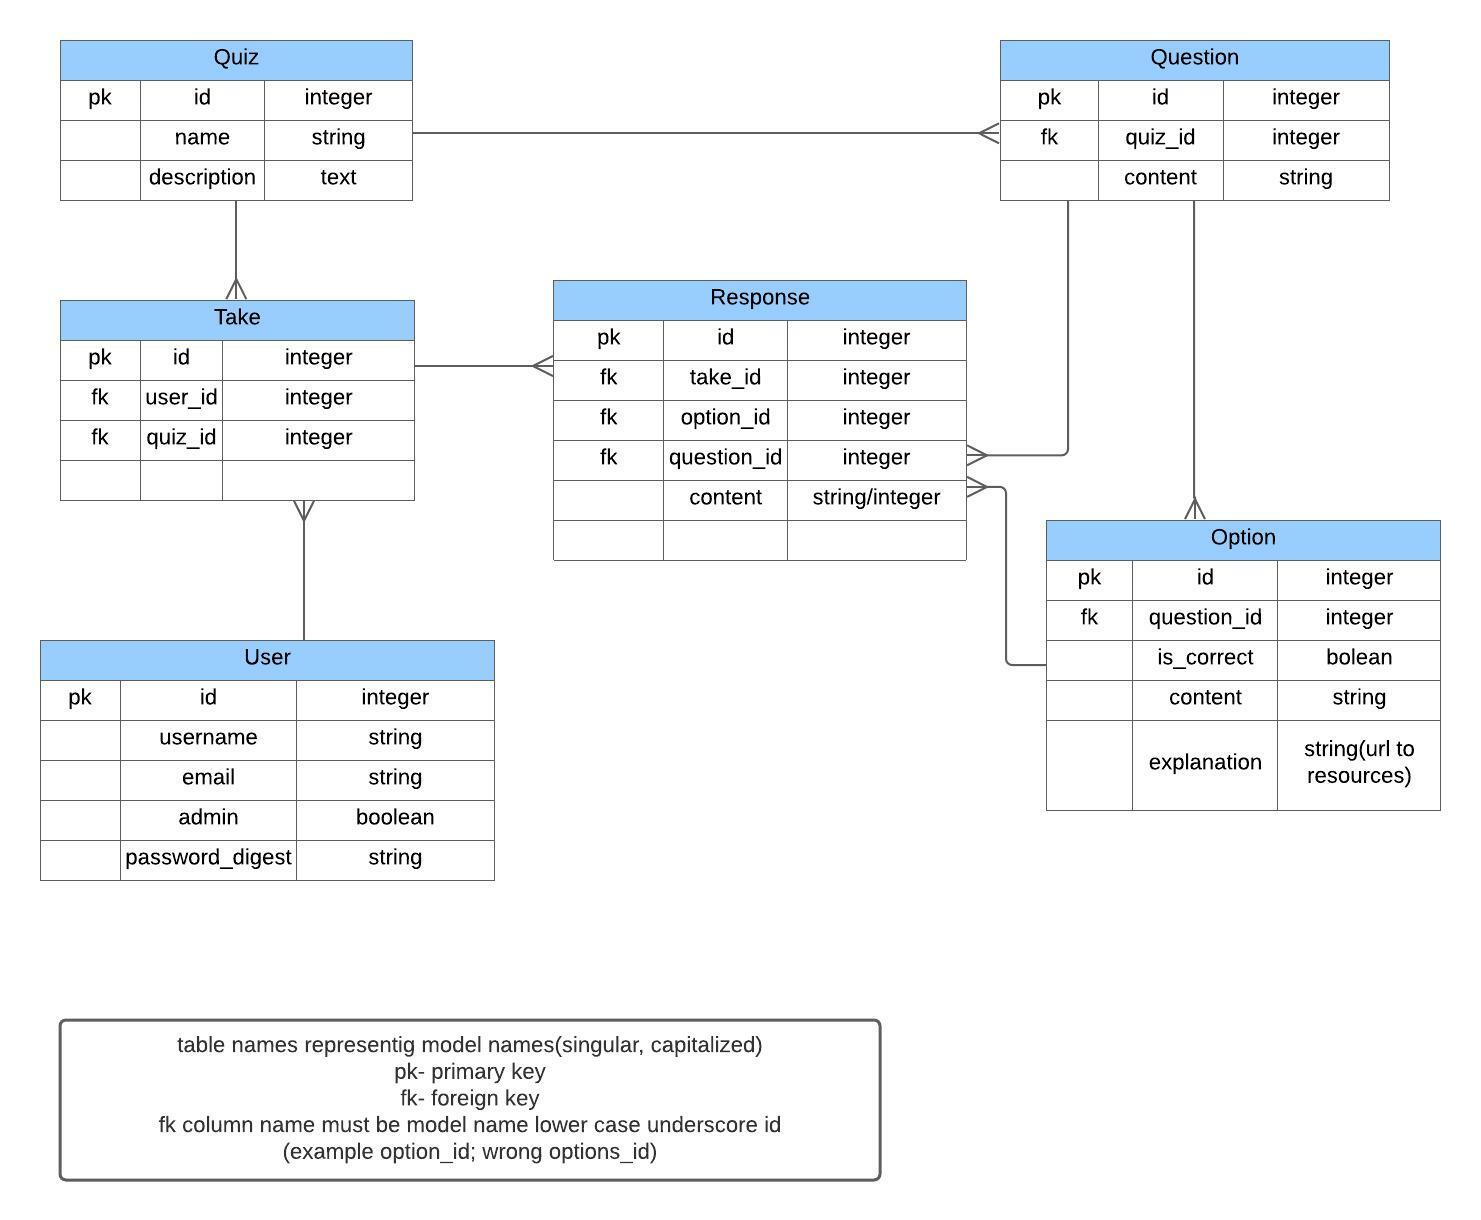 Quiz
pk id integer
name string
description text
Question
pk id integer
fk quiz_id integer
content string
Take
pk id integer
fk user_id integer
fk quiz_id integer
Response
pk id integer
fk take_id integer
fk option_id integer
fk question_id integer
content string/integer
Option
pk id integer
fk question_id integer
is_correct bolean
content string
explanation string(url to
resources)
User
pk id integer
username string
email string
admin boolean
password_digest string
table names representig model names(singular, capitalized)
pk- primary key
fk- foreign key
fk column name must be model name lower case underscore id
(example option_id; wrong options_id)